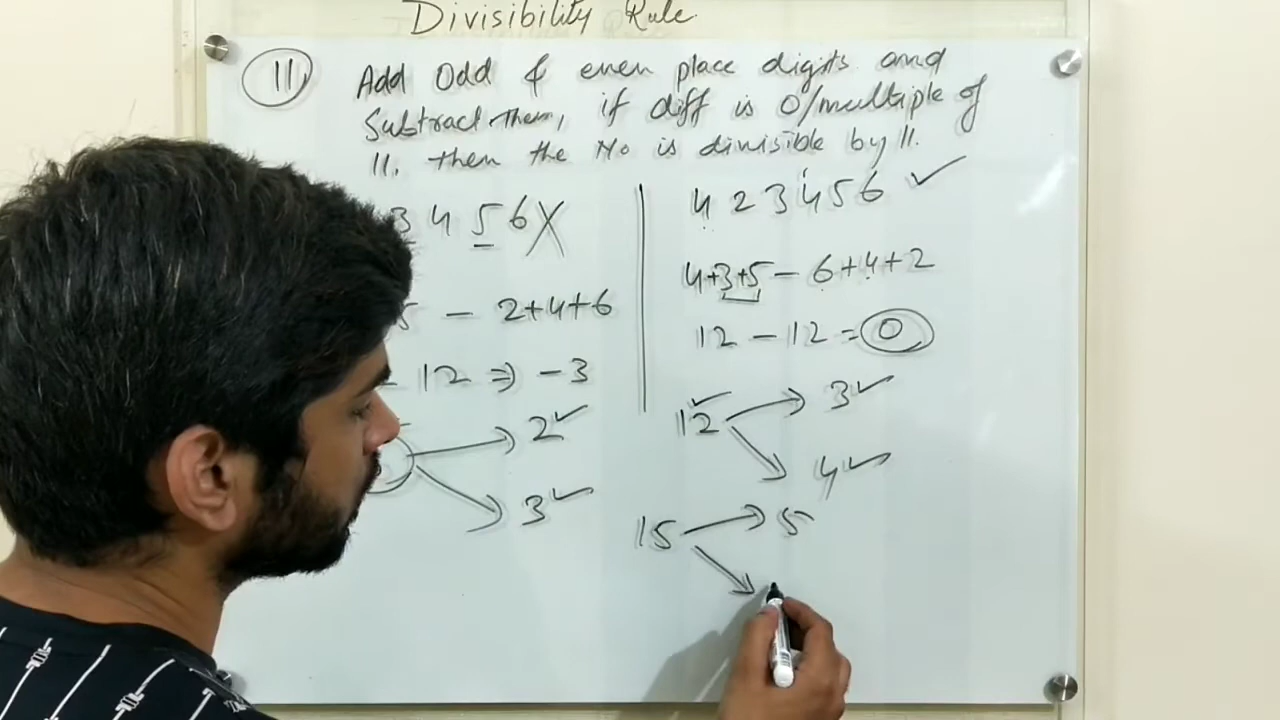 Divisibility Rule.
11 Add Odd & even place digits and
Subtract them, if diff is 0/multiple of
11. then the No is divisible by 11.
3 4 5 6 X
5 - 2+4+6
- 12 ⇒ -3
2 ✓
3 ✓
4 2 3 4 5 6 ✓
4+3+5 - 6+4+2
12 - 12 = 0
12 ✓ → 3 ✓
4 ✓
15 → 5